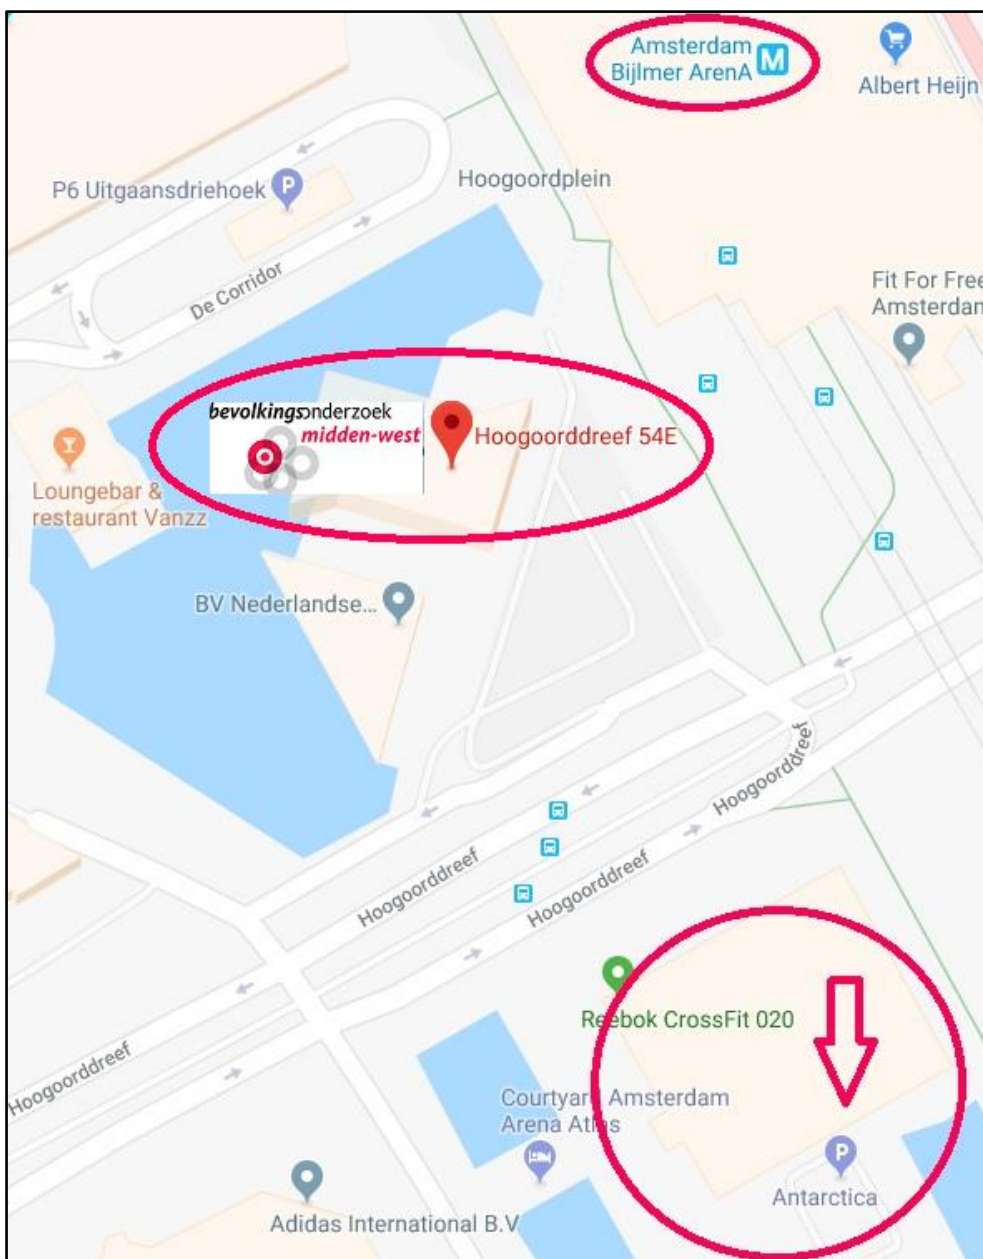 Amsterdam
Bijlmer ArenA
M
Albert Heijn
P6 Uitgaansdriehoek
P
Hoogoordplein
De Corridor
Fit For Free
Amsterdam
bevolkingsonderzoek
midden-west
Hoogoorddreef 54E
Loungebar &
restaurant Vanzz
BV Nederlandse...
Hoogoorddreef
Hoogoorddreef
Hoogoorddreef
Hoogoorddreef
Reebok CrossFit 020
Courtyard Amsterdam
Arena Atlas
P
Antarctica
Adidas International B.V